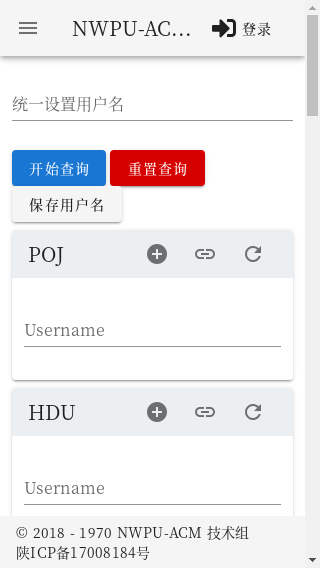 NWPU-AC...
登录
统一设置用户名
开始查询
重置查询
保存用户名
POJ
Username
HDU
Username
© 2018 - 1970 NWPU-ACM 技术组
陕ICP备17008184号